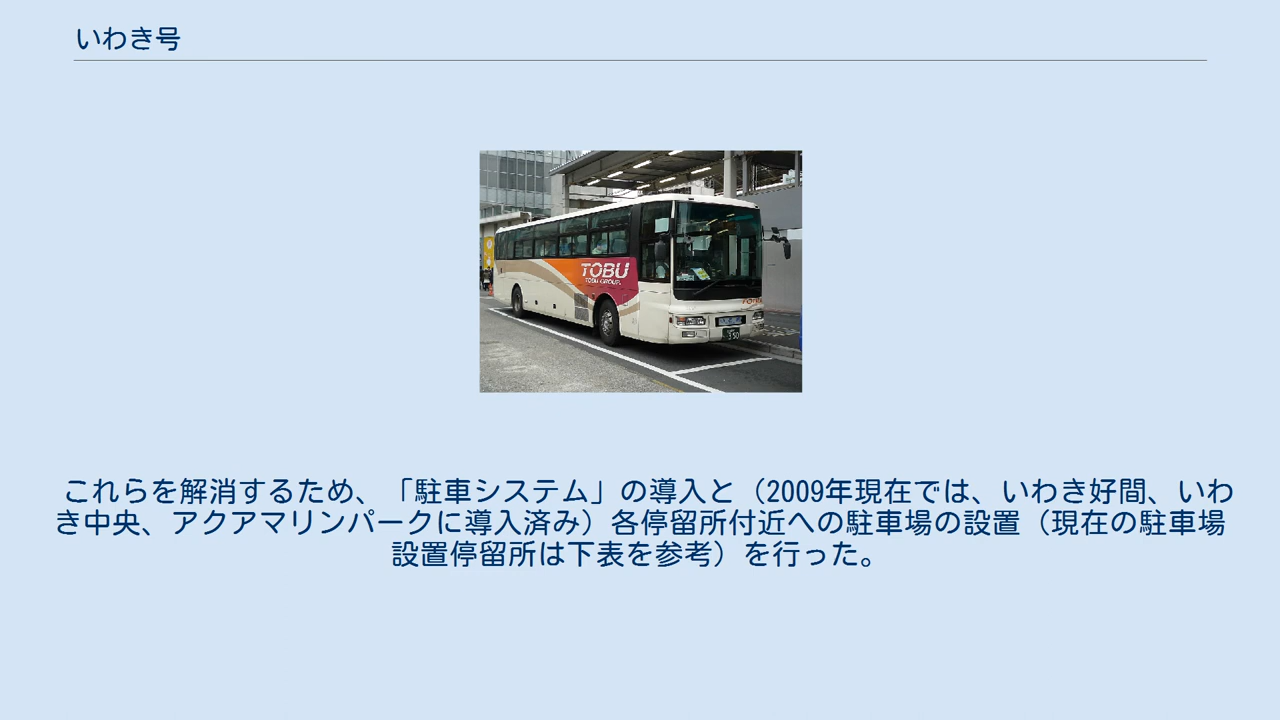 いわき号
TOBU
TOBU GROUP
これらを解消するため、「駐車システム」の導入と（2009年現在では、いわき好間、いわ
き中央、アクアマリンパークに導入済み）各停留所付近への駐車場の設置（現在の駐車場
設置停留所は下表を参考）を行った。